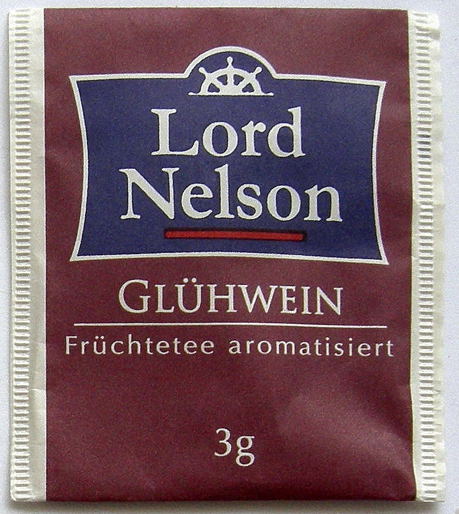 Lord
Nelson
GLÜHWEIN
Früchtetee aromatisiert
3g